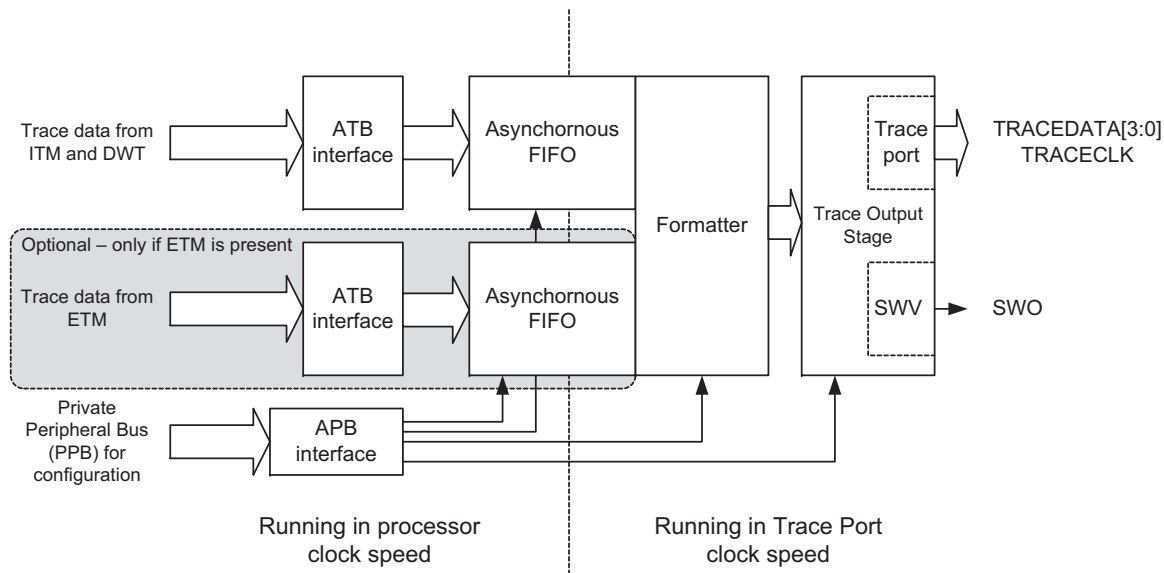 Trace data from
ITM and DWT
ATB
interface
Asynchornous
FIFO
Formatter
Trace
port
Trace Output
Stage
TRACEDATA[3:0]
TRACECLK
Optional – only if ETM is present
Trace data from
ETM
ATB
interface
Asynchornous
FIFO
SWV
SWO
Private
Peripheral Bus
(PPB) for
configuration
APB
interface
Running in processor
clock speed
Running in Trace Port
clock speed